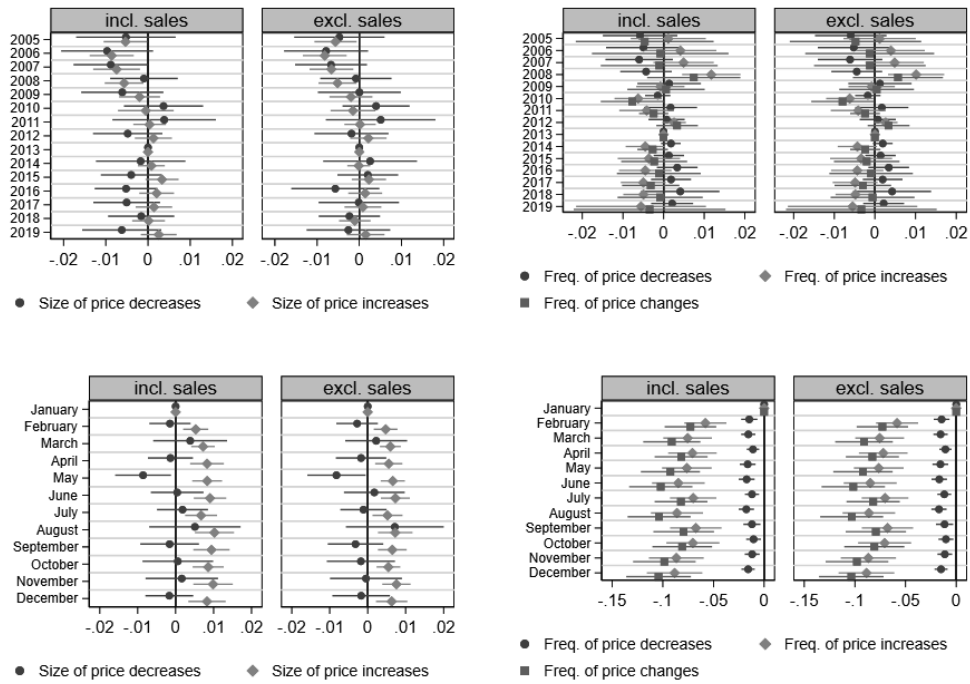 incl. sales
excl. sales
2005
2006
2007
2008
2009
2010
2011
2012
2013
2014
2015
2016
2017
2018
2019
-.02
0
.01
.02
-.02
0
.01
.02
Size of price decreases
Size of price increases
incl. sales
excl. sales
2005
2006
2007
2008
2009
2010
2011
2012
2013
2014
2015
2016
2017
2018
2019
-.02
0
.01
.02
-.02
0
.01
.02
Freq. of price decreases
Freq. of price increases
Freq. of price changes
incl. sales
excl. sales
January
February
March
April
May
June
July
August
September
October
November
December
-.02
-.01
0
.01
.02
-.02
-.01
0
.01
.02
Size of price decreases
Size of price increases
incl. sales
excl. sales
January
February
March
April
May
June
July
August
September
October
November
December
-.15
-.1
-.05
0
-.15
-.1
-.05
0
Freq. of price decreases
Freq. of price increases
Freq. of price changes